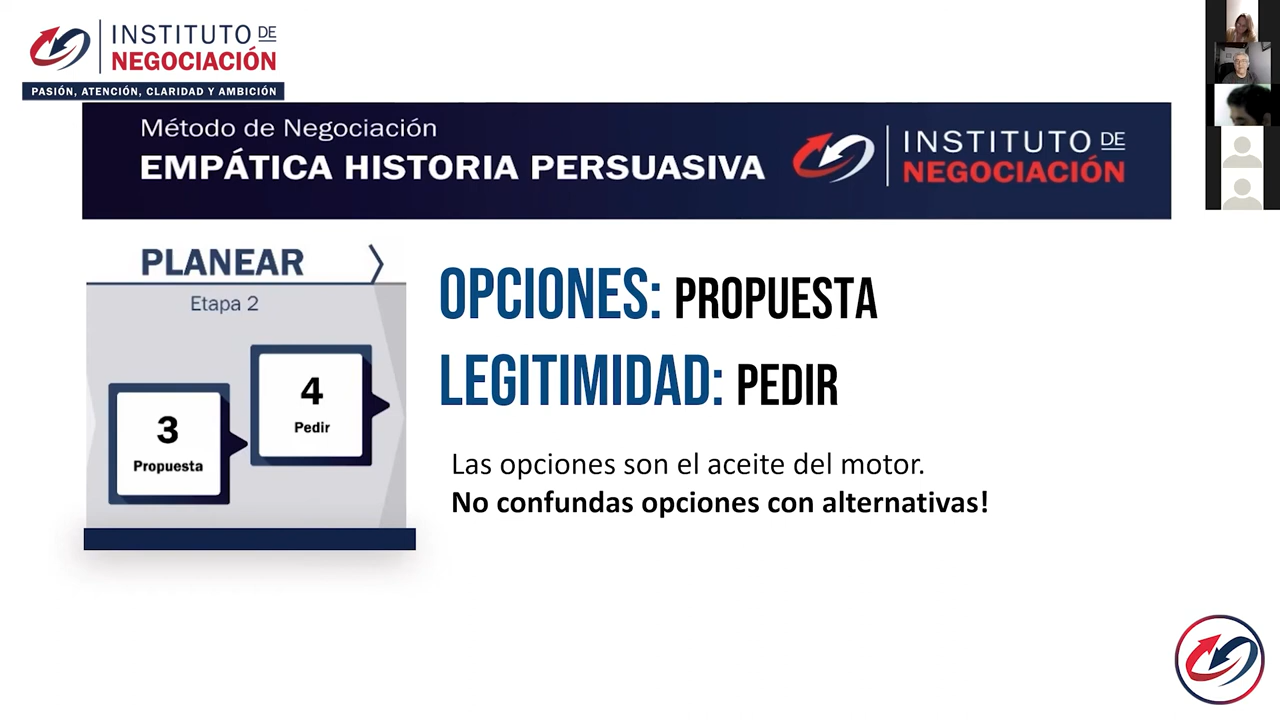 INSTITUTO DE
NEGOCIACIÓN
PASIÓN, ATENCIÓN, CLARIDAD Y AMBICIÓN
Método de Negociación
EMPÁTICA HISTORIA PERSUASIVA
INSTITUTO DE
NEGOCIACIÓN
PLANEAR
Etapa 2
3
Propuesta
4
Pedir
OPCIONES: PROPUESTA
LEGITIMIDAD: PEDIR
Las opciones son el aceite del motor.
No confundas opciones con alternativas!